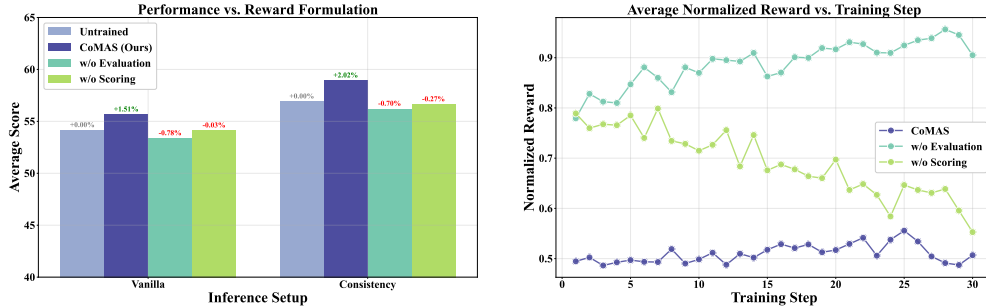 Performance vs. Reward Formulation
65
60
55
50
45
40
Average Score
Untrained
CoMAS (Ours)
w/o Evaluation
w/o Scoring
+0.00%
+1.51%
-0.78%
-0.03%
+0.00%
+2.02%
-0.70%
-0.27%
Vanilla
Consistency
Inference Setup
Average Normalized Reward vs. Training Step
0.9
0.8
0.7
0.6
0.5
Normalized Reward
CoMAS
w/o Evaluation
w/o Scoring
0
5
10
15
20
25
30
Training Step